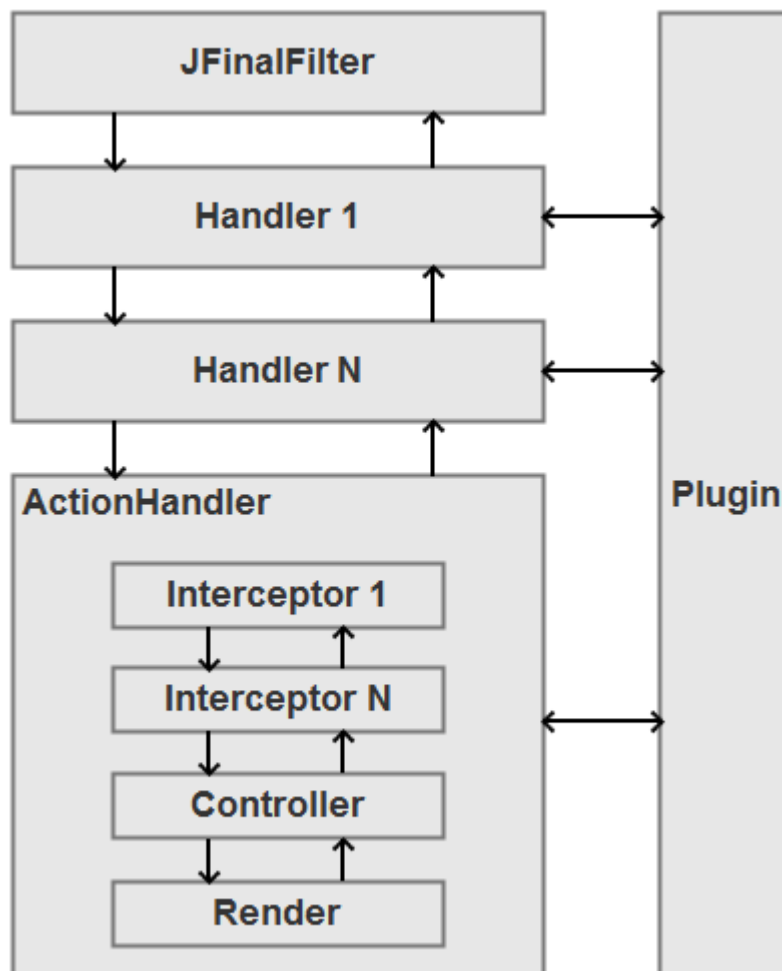 JFinalFilter
Handler 1
Handler N
ActionHandler
Plugin
Interceptor 1
Interceptor N
Controller
Render